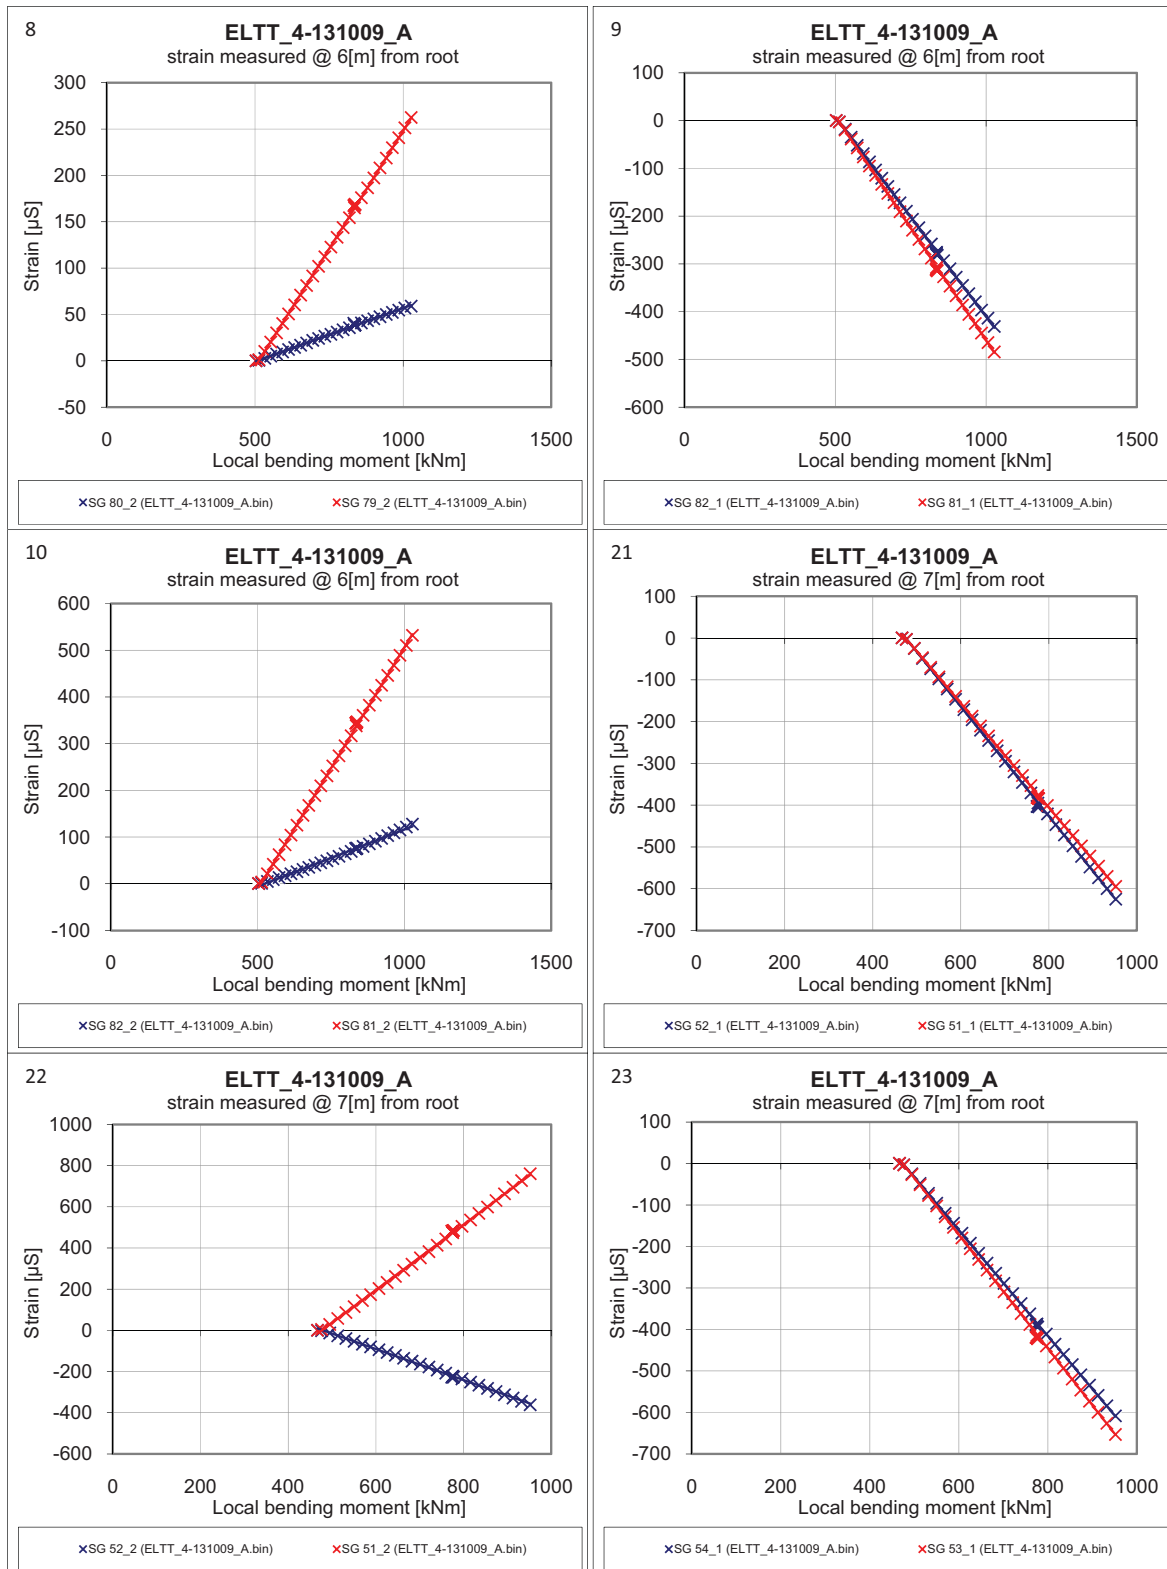 8
ELTT_4-131009_A
strain measured @ 6[m] from root
300
250
200
150
100
50
0
-50
Strain [µS]
0 500 1000 1500
Local bending moment [kNm]
SG 80_2 (ELTT_4-131009_A.bin) SG 79_2 (ELTT_4-131009_A.bin)
9
ELTT_4-131009_A
strain measured @ 6[m] from root
100
0
-100
-200
-300
-400
-500
-600
Strain [µS]
0 500 1000 1500
Local bending moment [kNm]
SG 82_1 (ELTT_4-131009_A.bin) SG 81_1 (ELTT_4-131009_A.bin)
10
ELTT_4-131009_A
strain measured @ 6[m] from root
600
500
400
300
200
100
0
-100
Strain [µS]
0 500 1000 1500
Local bending moment [kNm]
SG 82_2 (ELTT_4-131009_A.bin) SG 81_2 (ELTT_4-131009_A.bin)
21
ELTT_4-131009_A
strain measured @ 7[m] from root
100
0
-100
-200
-300
-400
-500
-600
-700
Strain [µS]
0 200 400 600 800 1000
Local bending moment [kNm]
SG 52_1 (ELTT_4-131009_A.bin) SG 51_1 (ELTT_4-131009_A.bin)
22
ELTT_4-131009_A
strain measured @ 7[m] from root
1000
800
600
400
200
0
-200
-400
-600
Strain [µS]
0 200 400 600 800 1000
Local bending moment [kNm]
SG 52_2 (ELTT_4-131009_A.bin) SG 51_2 (ELTT_4-131009_A.bin)
23
ELTT_4-131009_A
strain measured @ 7[m] from root
100
0
-100
-200
-300
-400
-500
-600
-700
Strain [µS]
0 200 400 600 800 1000
Local bending moment [kNm]
SG 54_1 (ELTT_4-131009_A.bin) SG 53_1 (ELTT_4-131009_A.bin)